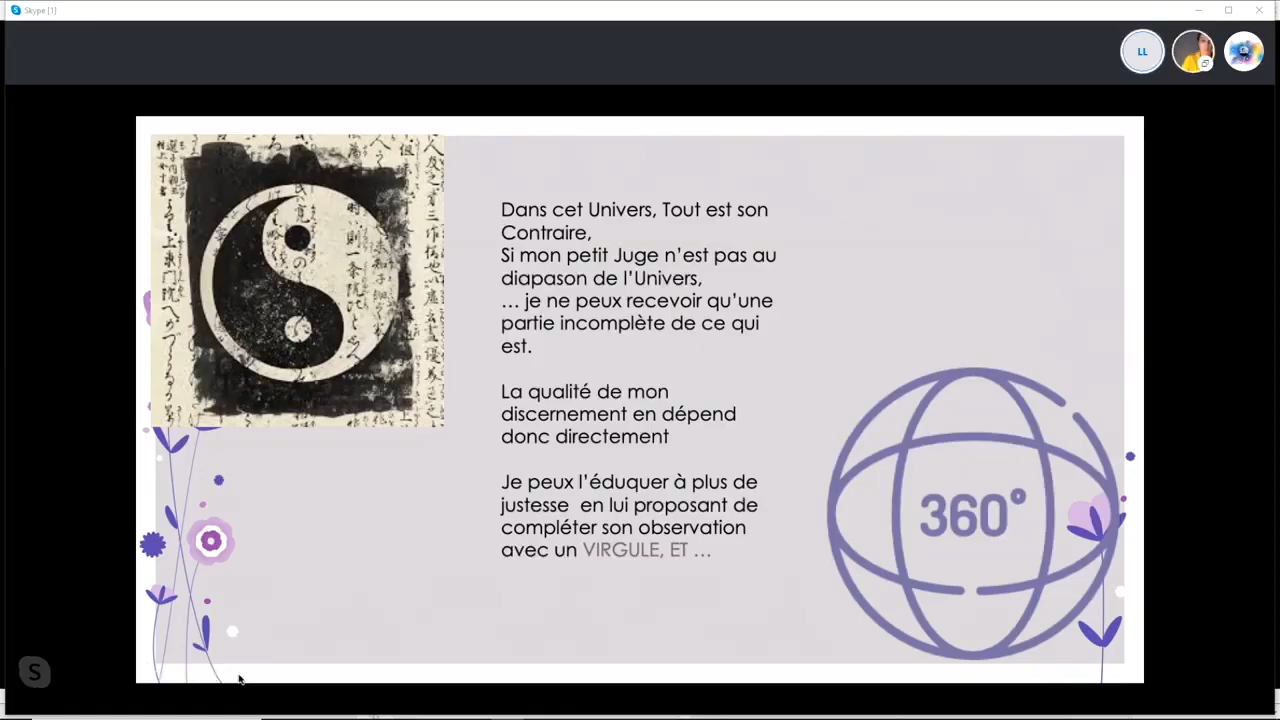 Skype [1]
LL
Dans cet Univers, Tout est son
Contraire,
Si mon petit Juge n’est pas au
diapason de l’Univers,
… je ne peux recevoir qu’une
partie incomplète de ce qui
est.
La qualité de mon
discernement en dépend
donc directement
Je peux l’éduquer à plus de
justesse  en lui proposant de
compléter son observation
avec un VIRGULE, ET …
360°
S